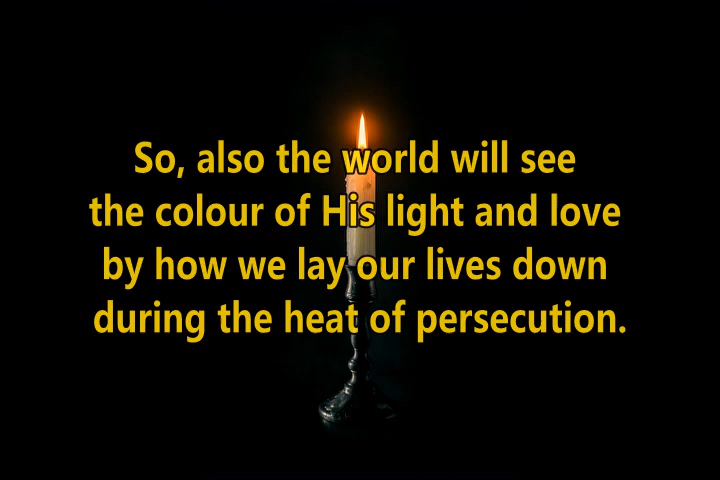 So, also the world will see
the colour of His light and love
by how we lay our lives down
during the heat of persecution.